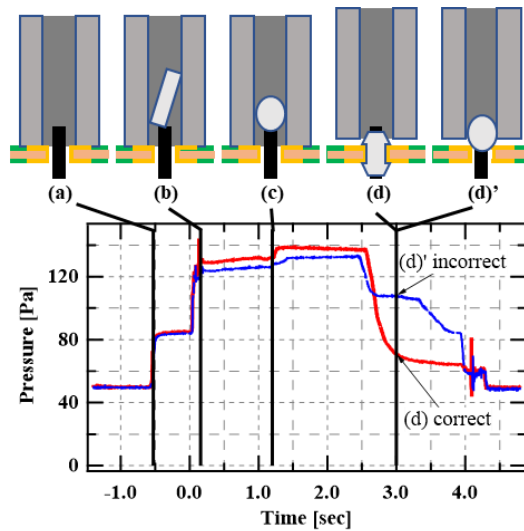 (a) (b) (c) (d) (d)'
120
80
40
0
Pressure [Pa]
(d)' incorrect
(d) correct
-1.0 0.0 1.0 2.0 3.0 4.0
Time [sec]